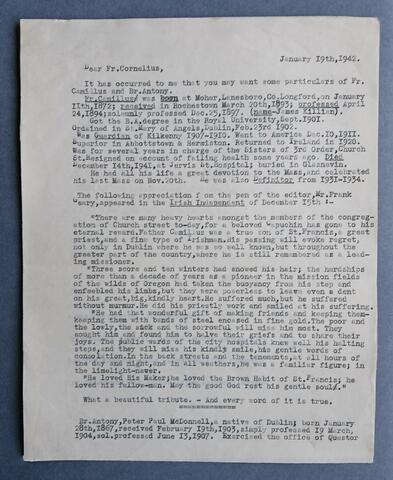 January 19th, 1942.
Dear Fr.Cornelius,
It has occurred to me that you may want some particulars of Fr.
Camillus and Br.Antony.
Fr.Camillus/ was born at Moher, Lanesboro, Co.Longford, on January
11th,1872; received in Rochestown March 20th,1893; professed April
24,1894;solemnly professed Dec.25,1897. (name-James Killian).
Got the B.A.degree in the Royal University, Sept.1901.
Ordained in St.Mary of Angels,Dublin,Feb.23rd 1902.
Was Guardian of Kilkenny 1907-1910. Went to America Dec.10,1911
Superior in Abbotstown & Hermiston. Returned to Ireland in 1920.
Was for several years in charge of the Sisters of 3rd Order,Church
St.Resigned on account of failing health some years ago. Died
December 14th,1941,at Jervis St.Hospital; buried in Glasnevin.
He had all his life a great devotion to the Mass,and celebrated
his last Mass on Nov.20th. He was also Definitor from 1931-1934.
The following appreciation from the pen of the editor,Mr.Frank
Geary,appeared in the Irish Independent of December 15th :-
"There are many heavy hearts amongst the members of the congreg-
ation of Church street to-day,for a beloved Capuchin has gone to his
eternal reward.Father Camillus was a true son of St.Francis,a great
priest,and a fine type of Irishman.His passing will evoke regret,
not only in Dublin where he was so well known,but throughout the
greater part of the country,where he is still remembered as a lead-
ing missioner.
"Three score and ten winters had snowed his hair; the hardships
of more than a decade of years as a pioneer in the mission fields
of the wilds of Oregon had taken the buoyancy from his step and
enfeebled his limbs,but they were powerless to leave even a dent
on his great,big,kindly heart.He suffered much,but he suffered
without murmur.He did his priestly work and smiled at his suffering.
"He had that wonderful gift of making friends and keeping them-
keeping them with bands of steel encased in fine gold.The poor and
the lowly,the sick and the sorrowful will miss him most. They
sought him and found him to halve their griefs and to share their
joys. The public wards of the city hospitals knew well his halting
steps,and they will miss his kindly smile,his gentle words of
consolation.In the back streets and the tenements,at all hours of
the day and night,and in all weathers,he was a familiar figure; in
the limelight-never.
"He loved his Maker;he loved the Brown Habit of St.Francis; he
loved his fellow-man. May the good God rest his gentle soul."
What a beautiful tribute. - And every word of it is true.
Br.Antony,Peter Paul McDonnell,a native of Dublin; born January
28th,1867,received February 19th,1903,simply professed 19 March,
1904,sol.professed June 13,1907. Exercised the office of Questor